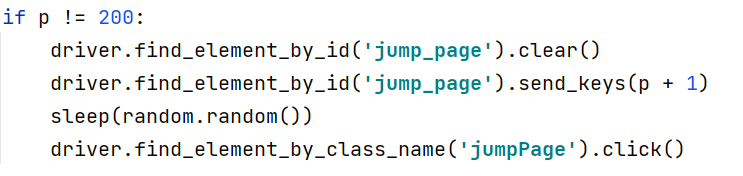 if p != 200:
    driver.find_element_by_id('jump_page').clear()
    driver.find_element_by_id('jump_page').send_keys(p + 1)
    sleep(random.random())
    driver.find_element_by_class_name('jumpPage').click()